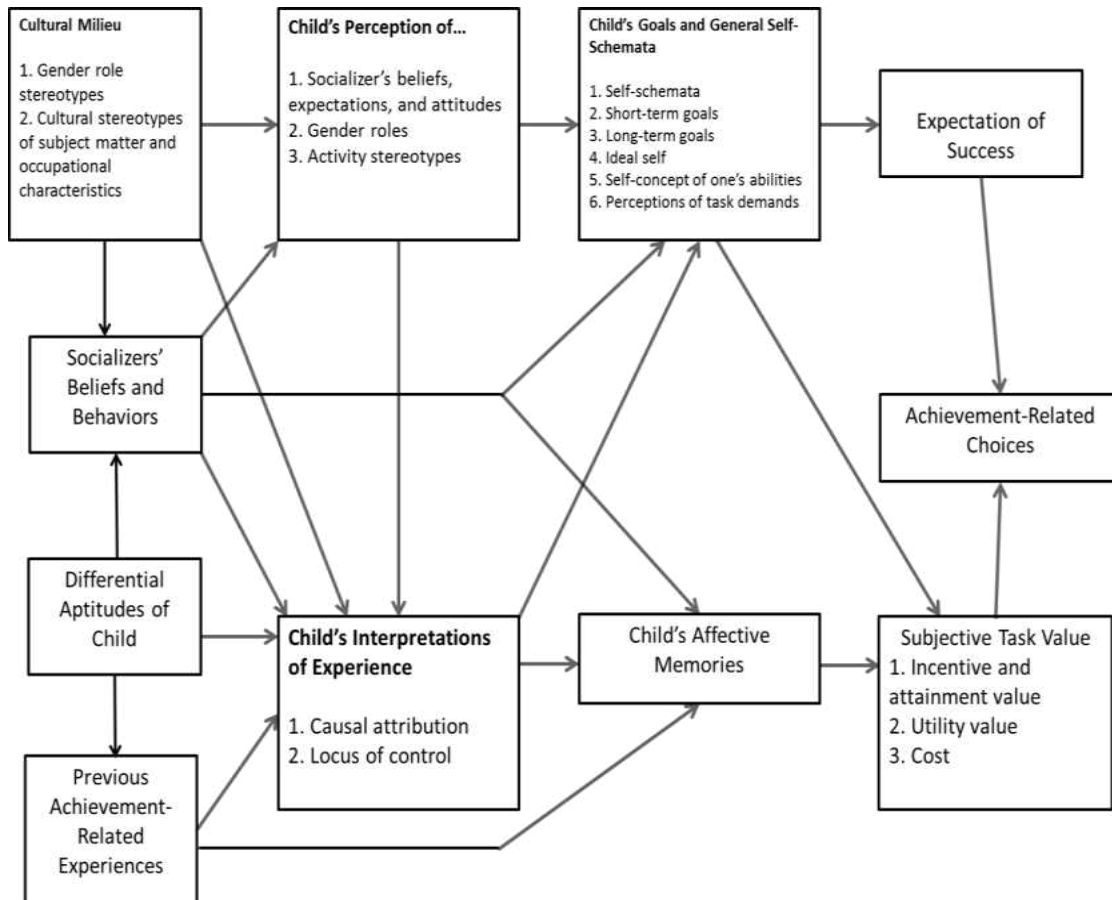 Cultural Milieu
1. Gender role
stereotypes
2. Cultural stereotypes
of subject matter and
occupational
characteristics
Child's Perception of...
1. Socializer's beliefs,
expectations, and attitudes
2. Gender roles
3. Activity stereotypes
Child's Goals and General Self-
Schemata
1. Self-schemata
2. Short-term goals
3. Long-term goals
4. Ideal self
5. Self-concept of one's abilities
6. Perceptions of task demands
Expectation of
Success
Socializers'
Beliefs and
Behaviors
Achievement-Related
Choices
Differential
Aptitudes of
Child
Child's Interpretations
of Experience
1. Causal attribution
2. Locus of control
Child's Affective
Memories
Subjective Task Value
1. Incentive and
attainment value
2. Utility value
3. Cost
Previous
Achievement-
Related
Experiences